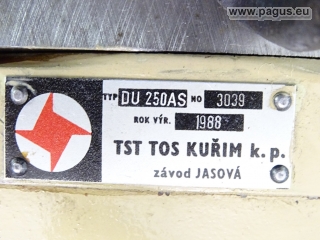 www.pagus.eu
TYP DU 250AS NO 3039
ROK VÝR. 1988
TST TOS KUŘIM k.p.
závod JASOVÁ